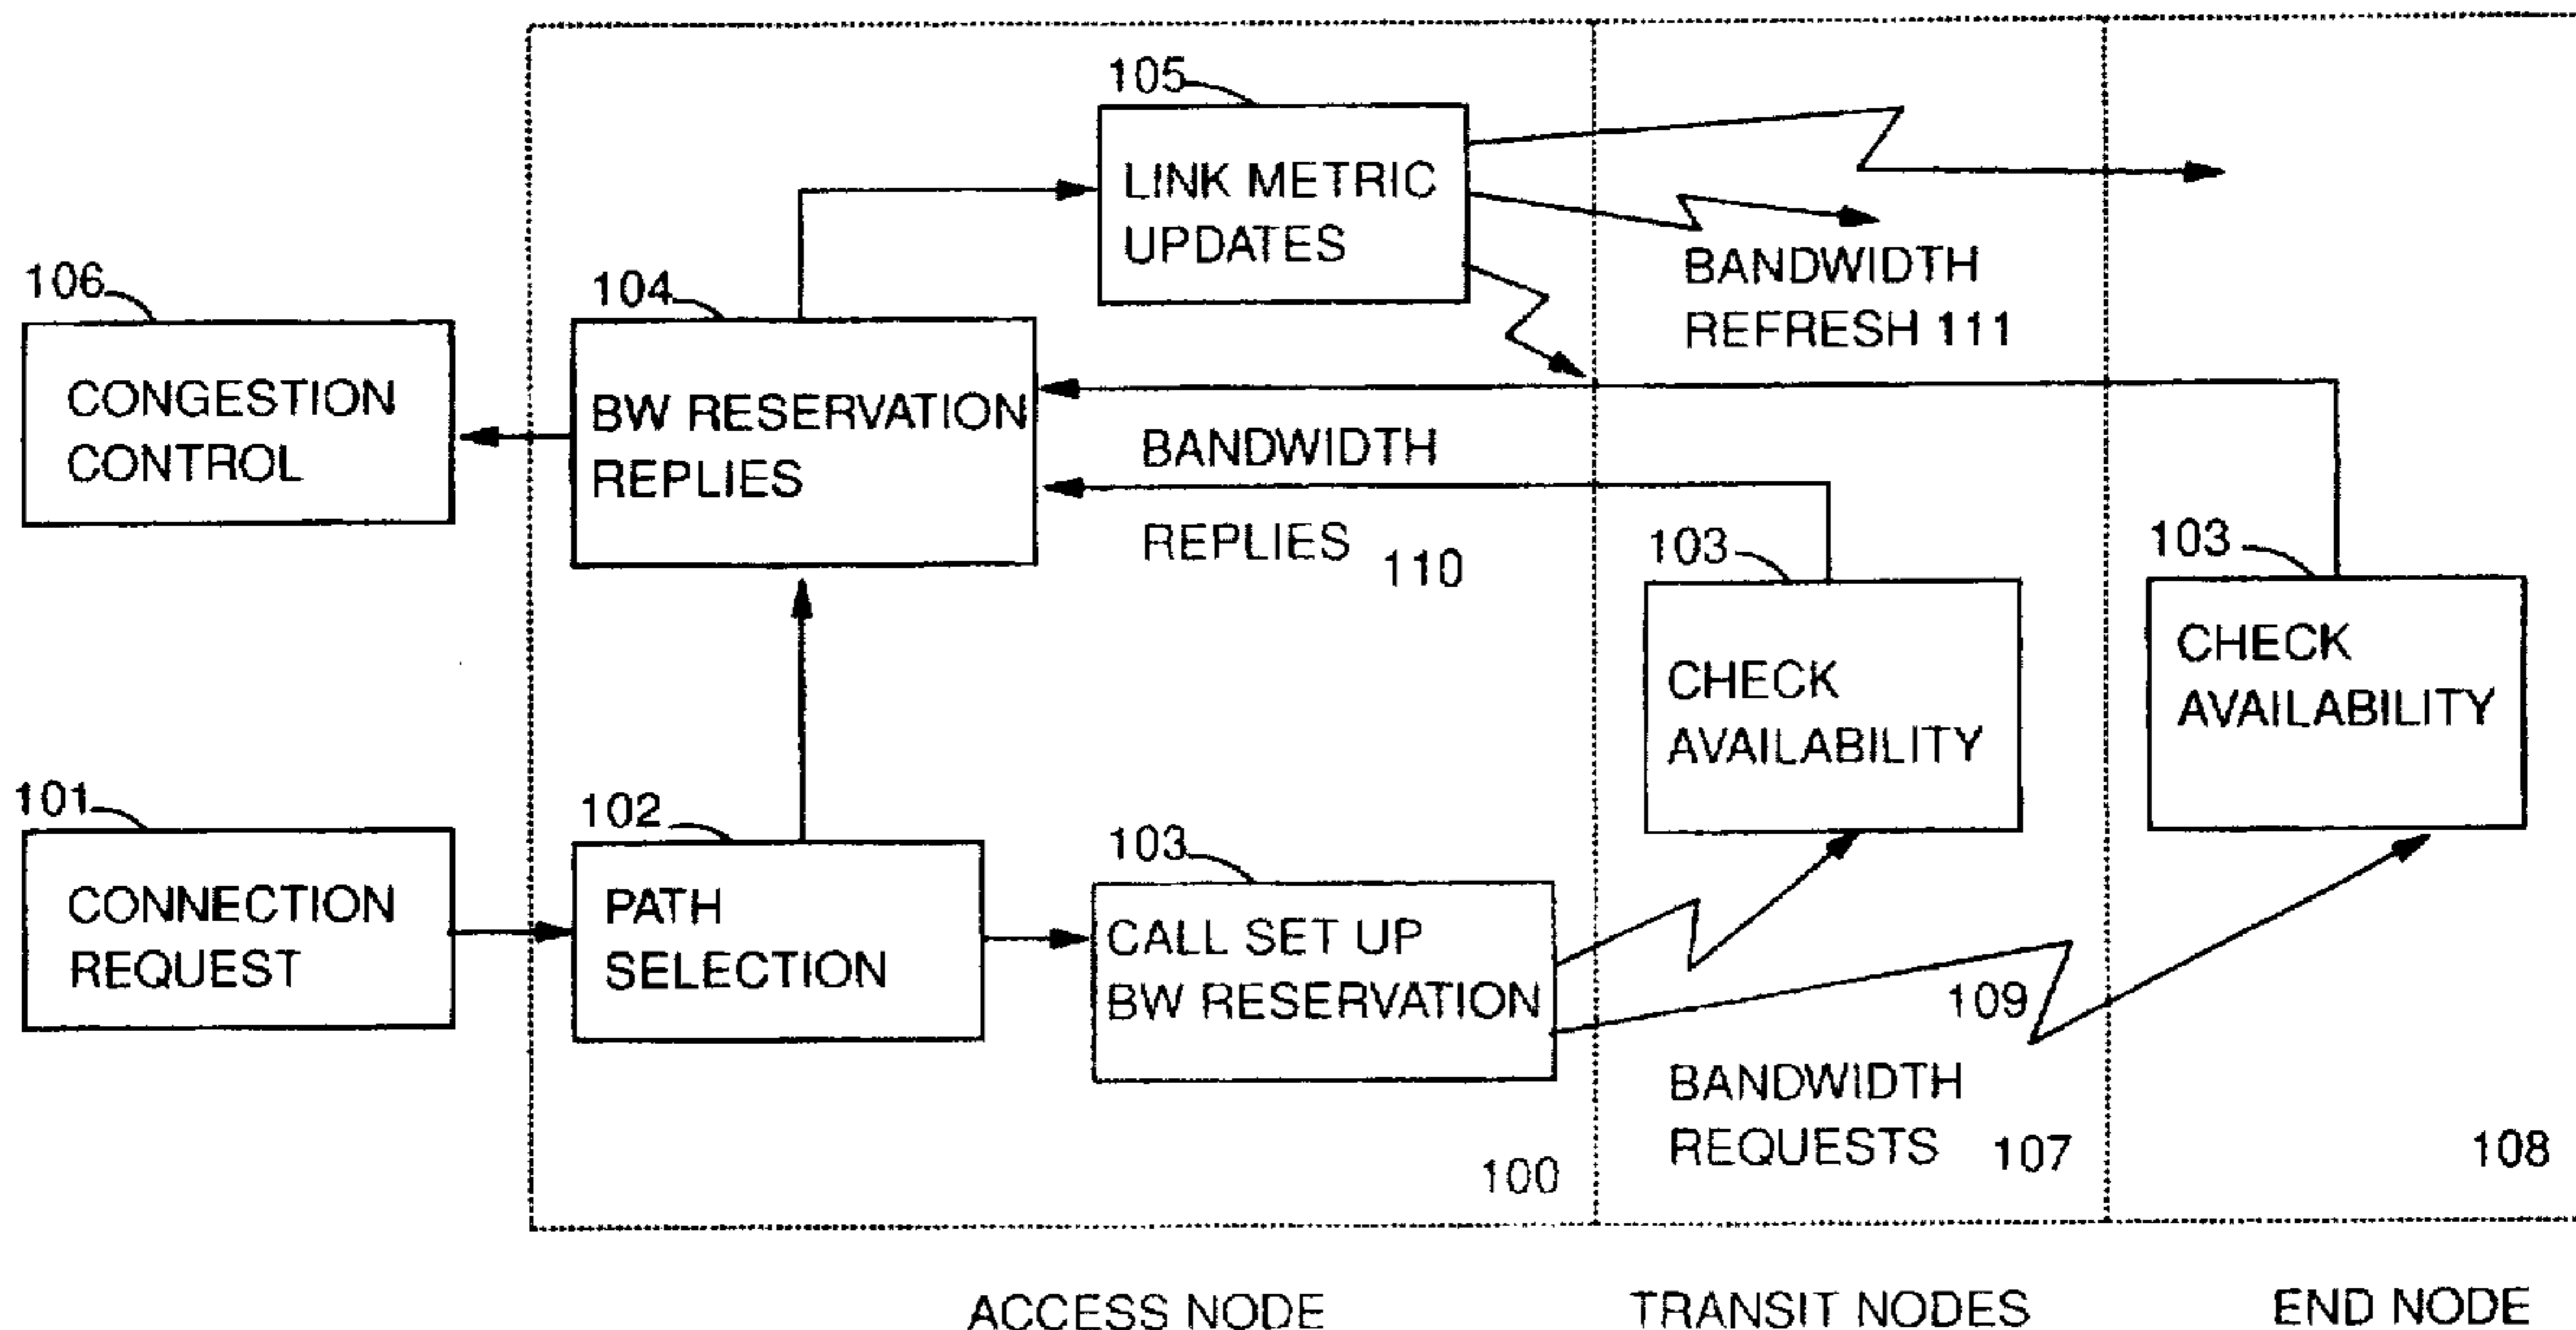 105
LINK METRIC
UPDATES
BANDWIDTH
REFRESH 111
106
CONGESTION
CONTROL
104
BW RESERVATION
REPLIES
BANDWIDTH
REPLIES
110
103
CHECK
AVAILABILITY
103
CHECK
AVAILABILITY
101
CONNECTION
REQUEST
102
PATH
SELECTION
103
CALL SET UP
BW RESERVATION
109
BANDWIDTH
REQUESTS
107
100
108
ACCESS NODE
TRANSIT NODES
END NODE